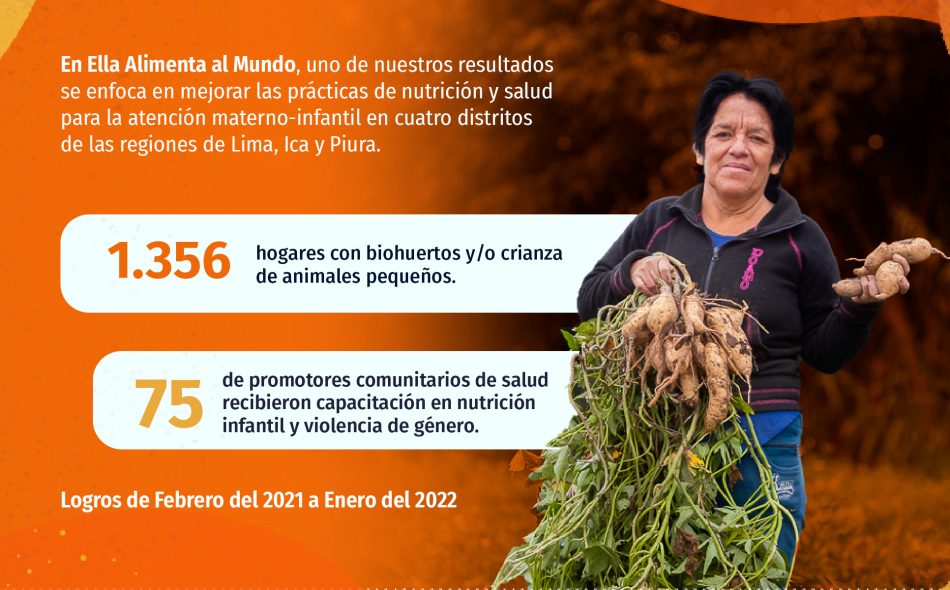 En Ella Alimenta al Mundo, uno de nuestros resultados
se enfoca en mejorar las prácticas de nutrición y salud
para la atención materno-infantil en cuatro distritos
de las regiones de Lima, Ica y Piura.
1.356
hogares con biohuertos y/o crianza
de animales pequeños.
75
de promotores comunitarios de salud
recibieron capacitación en nutrición
infantil y violencia de género.
Logros de Febrero del 2021 a Enero del 2022